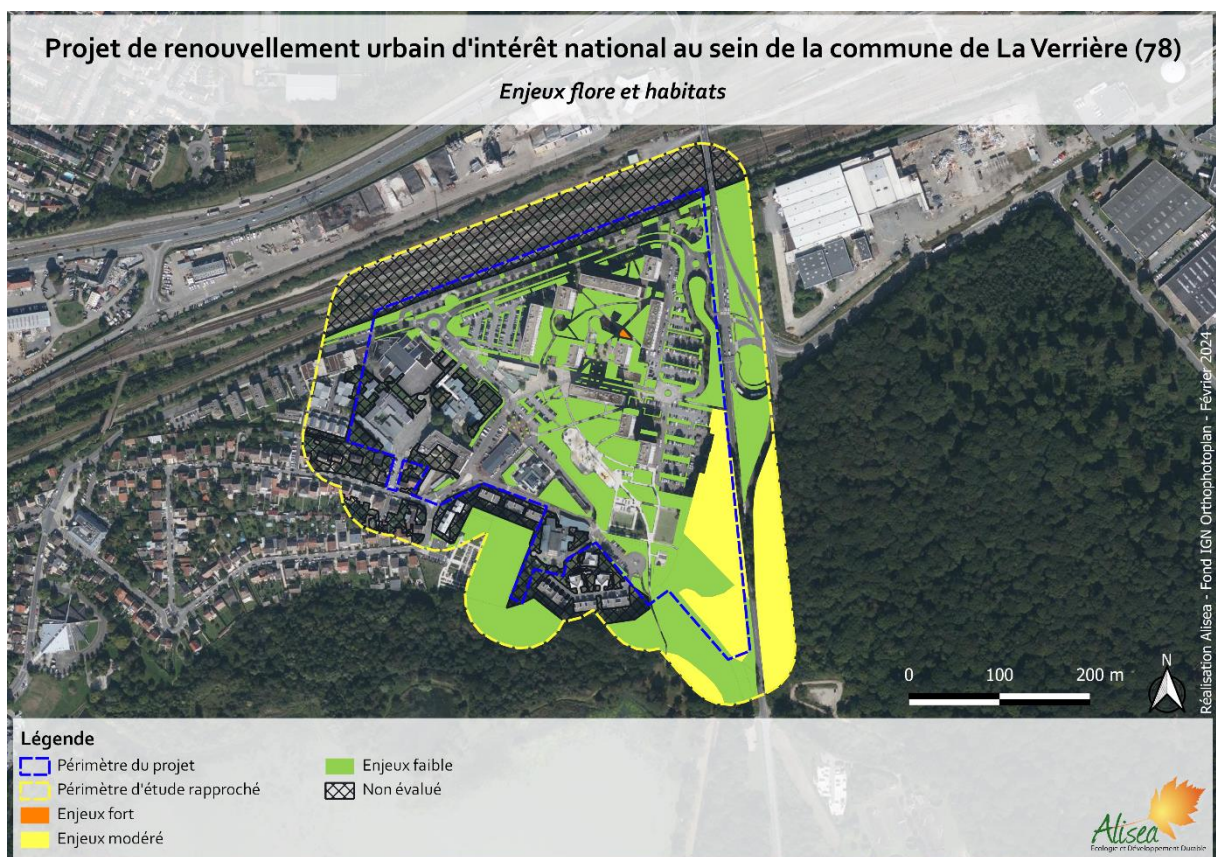 Projet de renouvellement urbain d'intérêt national au sein de la commune de La Verrière (78)
Enjeux flore et habitats
Réalisation Alisea - Fond IGN Orthophotoplan - Février 2024
N
0 100 200 m
Légende
Périmètre du projet
Périmètre d'étude rapproché
Enjeux fort
Enjeux modéré
Enjeux faible
Non évalué
Alisea
Ecologie et Développement Durable